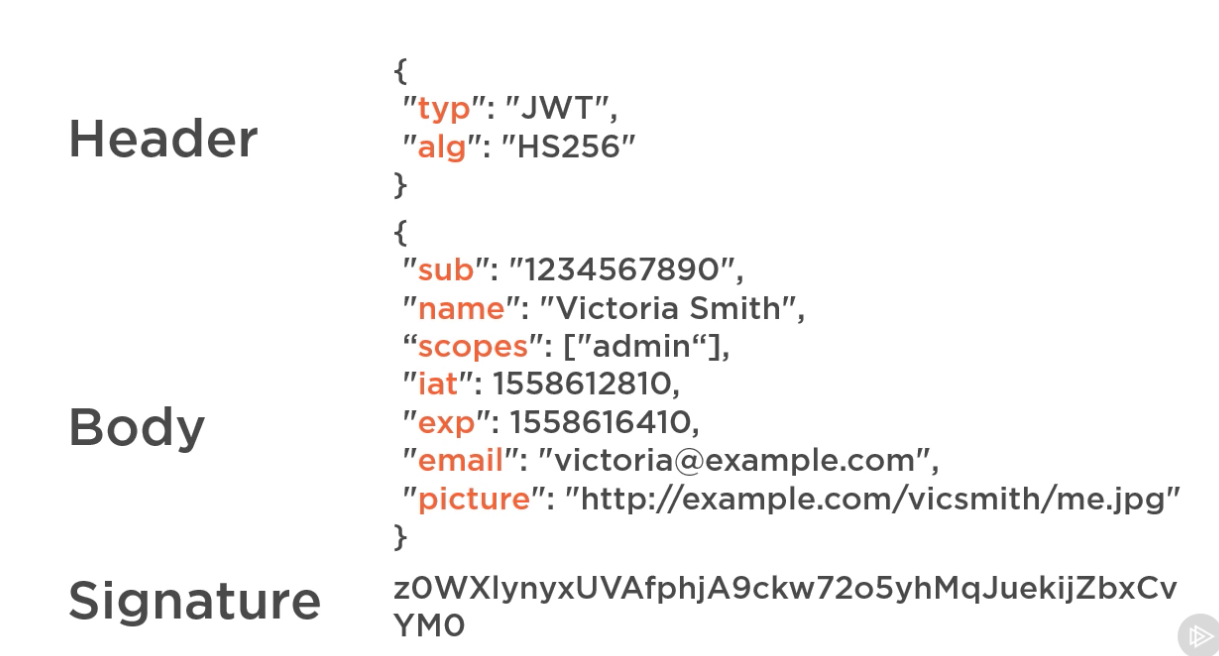 Header
{
"typ": "JWT",
"alg": "HS256"
}
Body
{
"sub": "1234567890",
"name": "Victoria Smith",
“scopes": ["admin“],
"iat": 1558612810,
"exp": 1558616410,
"email": "victoria@example.com",
"picture": "http://example.com/vicsmith/me.jpg"
}
Signature
z0WXlynyxUVAfphjA9ckw72o5yhMqJuekijZbxCv
YM0